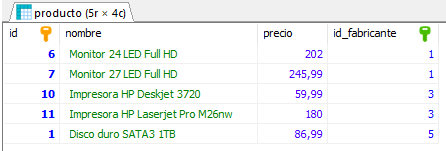 producto (5r × 4c)
id nombre precio id_fabricante
6 Monitor 24 LED Full HD 202 1
7 Monitor 27 LED Full HD 245,99 1
10 Impresora HP Deskjet 3720 59,99 3
11 Impresora HP Laserjet Pro M26nw 180 3
1 Disco duro SATA3 1TB 86,99 5